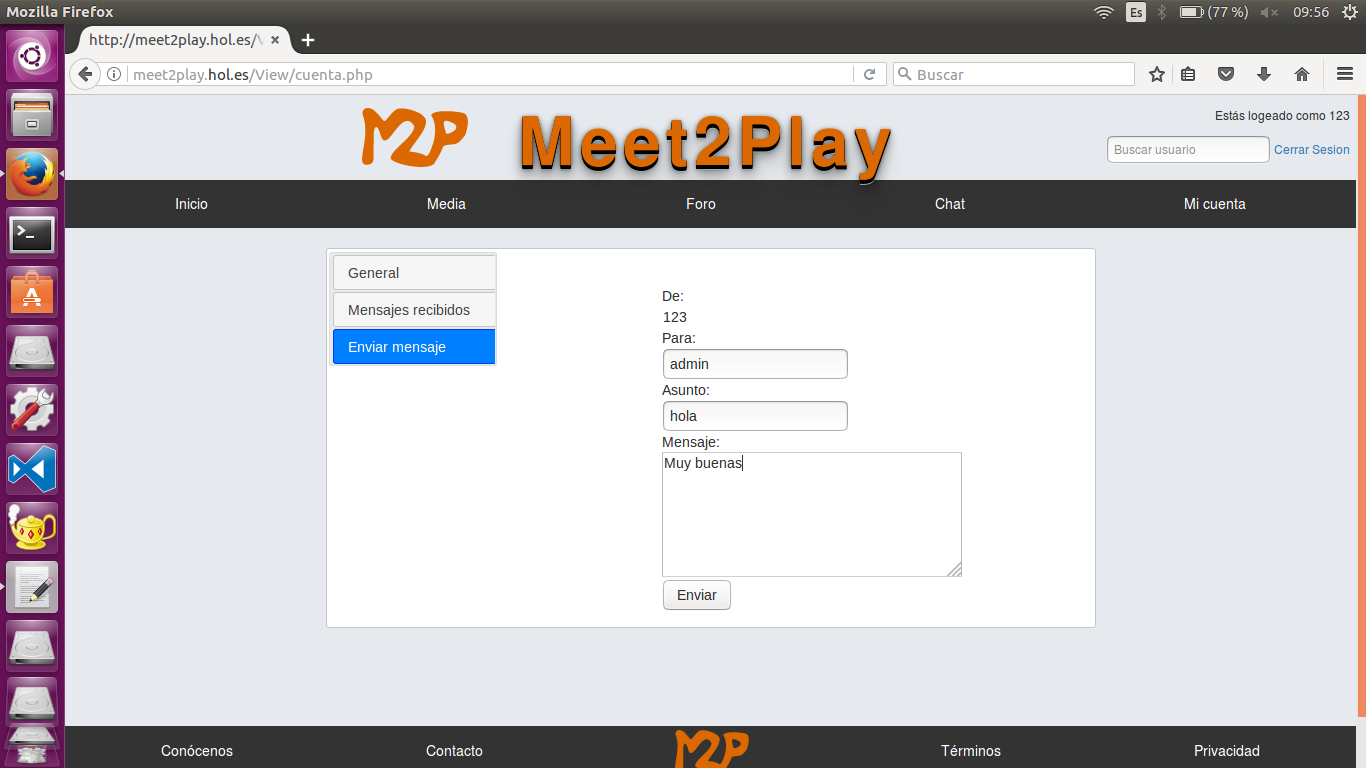 Mozilla Firefox
Es
(77 %)
09:56
http://meet2play.hol.es/V
meet2play.hol.es/View/cuenta.php
Buscar
M2P
Meet2Play
Estás logeado como 123
Buscar usuario
Cerrar Sesion
Inicio
Media
Foro
Chat
Mi cuenta
General
Mensajes recibidos
Enviar mensaje
De:
123
Para:
admin
Asunto:
hola
Mensaje:
Muy buenas
Enviar
Conócenos
Contacto
M2P
Términos
Privacidad